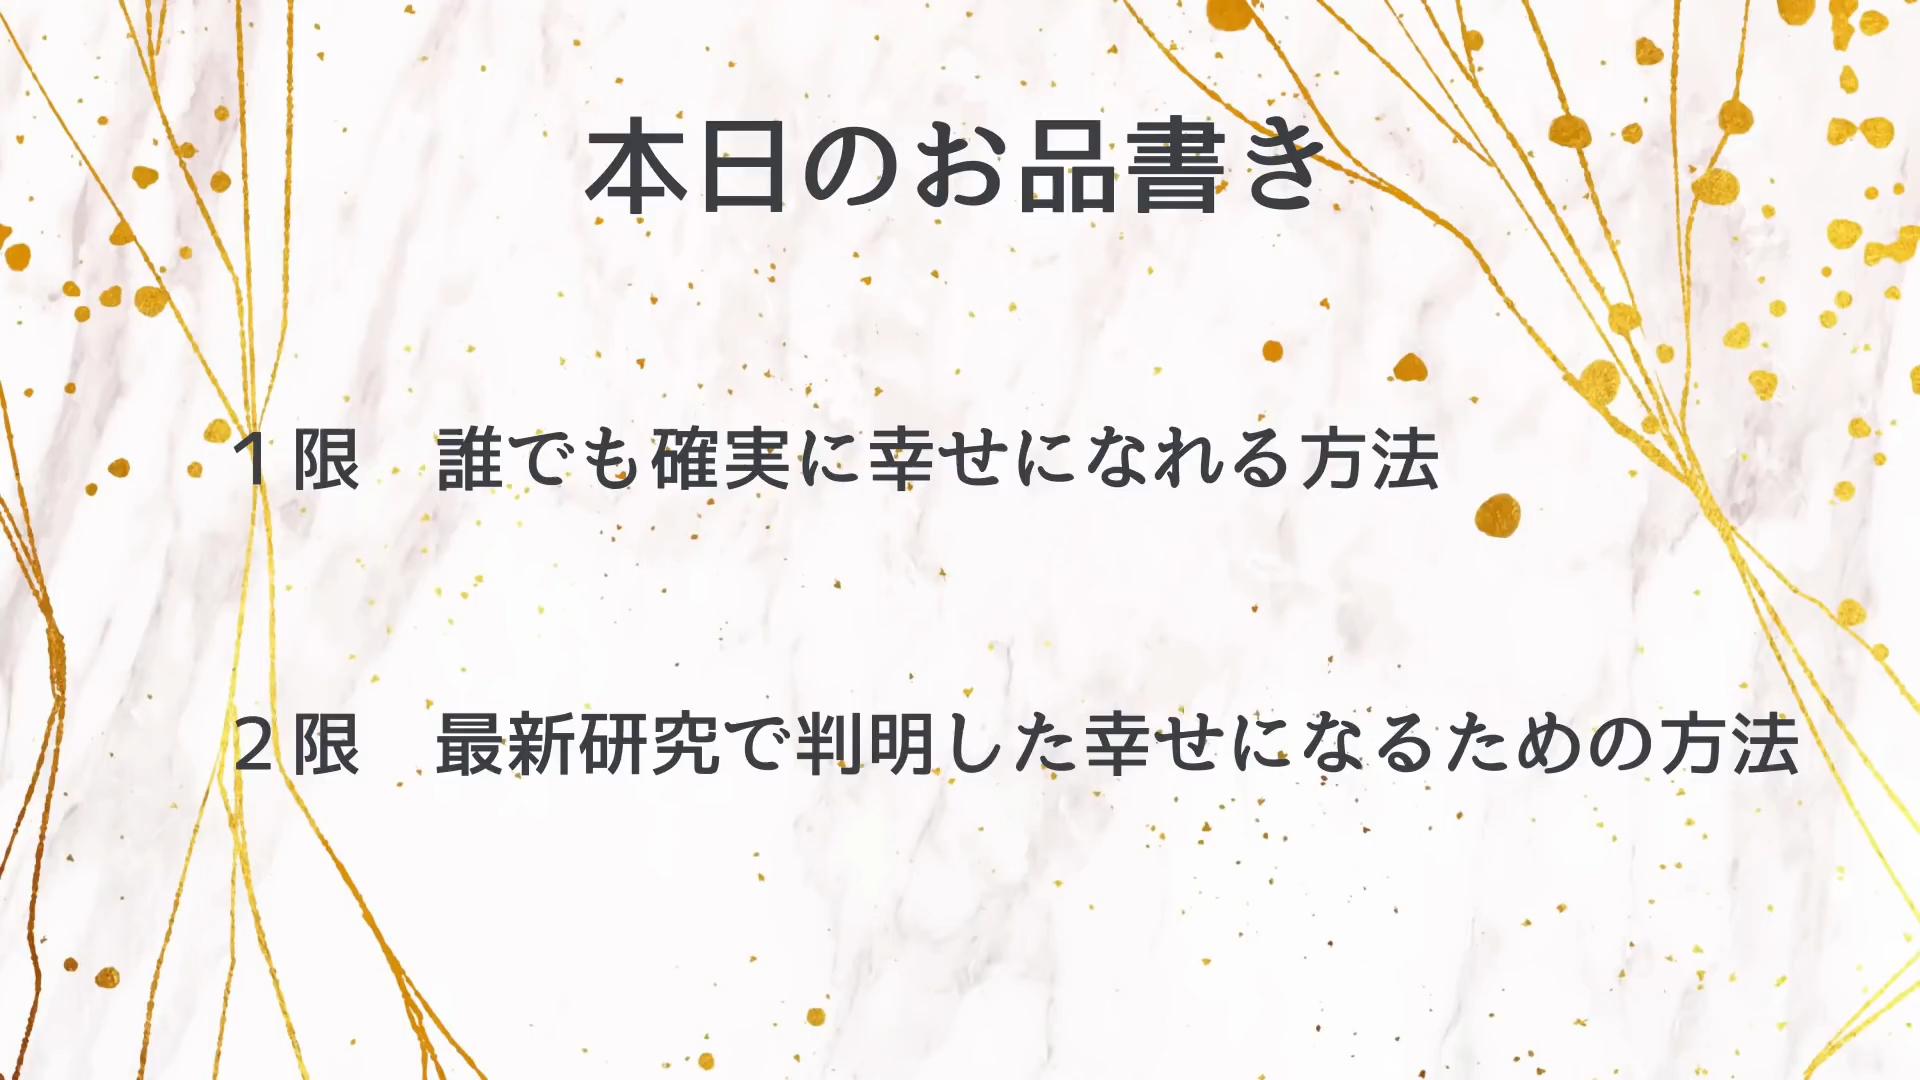 本日のお品書き
１限　誰でも確実に幸せになれる方法
２限　最新研究で判明した幸せになるための方法